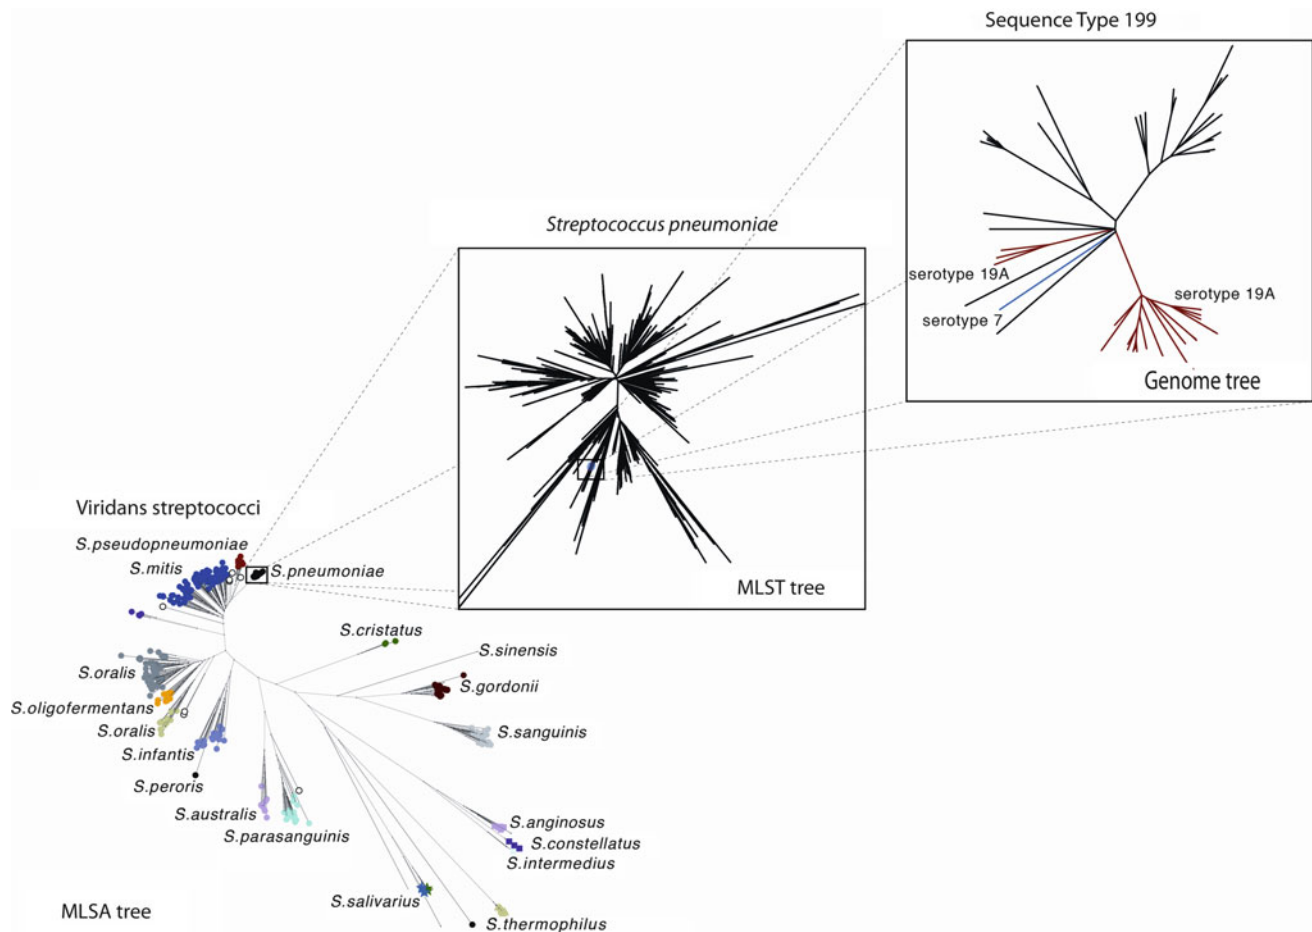 Sequence Type 199
serotype 19A
serotype 7
serotype 19A
Genome tree
Streptococcus pneumoniae
MLST tree
Viridans streptococci
S.pseudopneumoniae
S.mitis
S.pneumoniae
S.cristatus
S.sinensis
S.oralis
S.gordonii
S.oligofermentans
S.oralis
S.sanguinis
S.infantis
S.peroris
S.australis
S.parasanguinis
S.anginosus
S.constellatus
S.intermedius
S.salivarius
S.thermophilus
MLSA tree